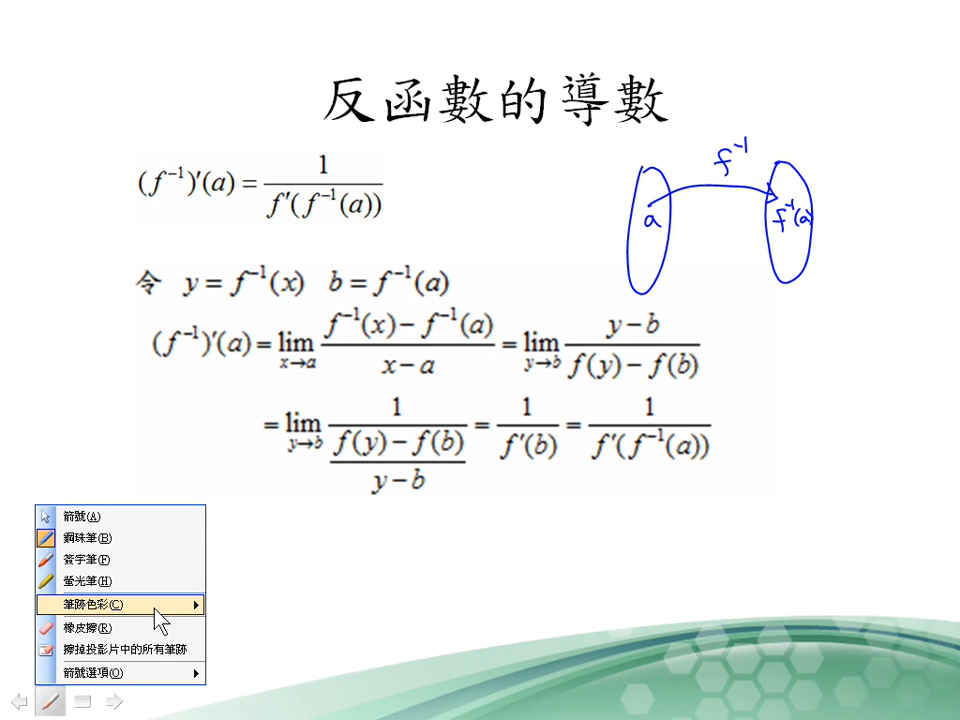 反函數的導數
(f⁻¹)′(a) = 1 / f′(f⁻¹(a))
f⁻¹
a
f⁻¹(a)
令 y = f⁻¹(x) b = f⁻¹(a)
(f⁻¹)′(a) = lim_{x→a} (f⁻¹(x) − f⁻¹(a)) / (x − a) = lim_{y→b} (y − b) / (f(y) − f(b))
= lim_{y→b} 1 / ((f(y) − f(b)) / (y − b)) = 1 / f′(b) = 1 / f′(f⁻¹(a))
箭號(A)
鋼珠筆(B)
簽字筆(F)
螢光筆(H)
筆跡色彩(C)
橡皮擦(R)
擦掉投影片中的所有筆跡
箭號選項(O)